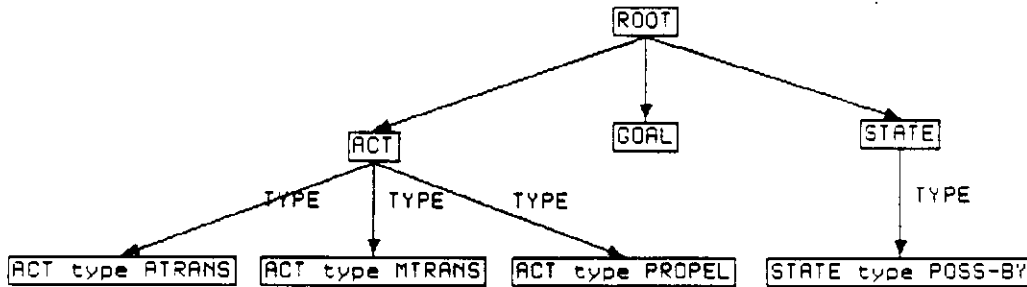 ROOT
ACT GOAL STATE
TYPE TYPE TYPE TYPE
ACT type ATRANS ACT type MTRANS ACT type PROPEL STATE type POSS-BY